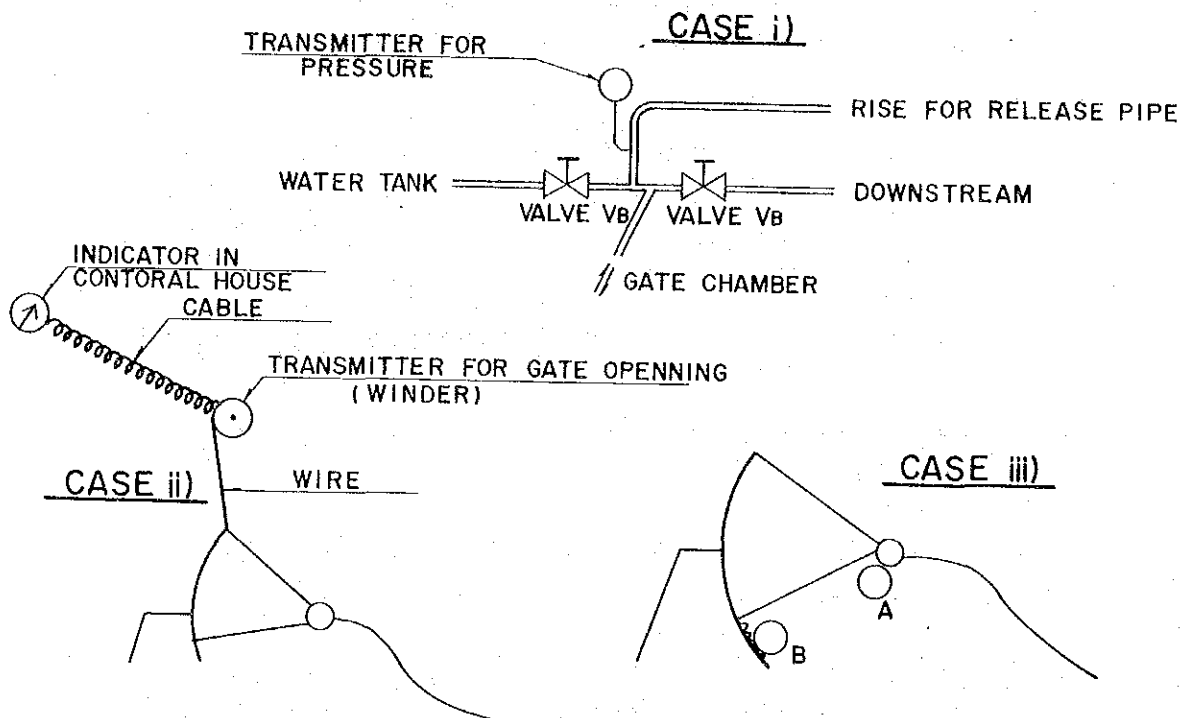 CASE i)
TRANSMITTER FOR
PRESSURE
RISE FOR RELEASE PIPE
WATER TANK
VALVE VB
VALVE VB
DOWNSTREAM
GATE CHAMBER
INDICATOR IN
CONTORAL HOUSE
CABLE
TRANSMITTER FOR GATE OPENNING
(WINDER)
CASE ii)
WIRE
CASE iii)
A
B